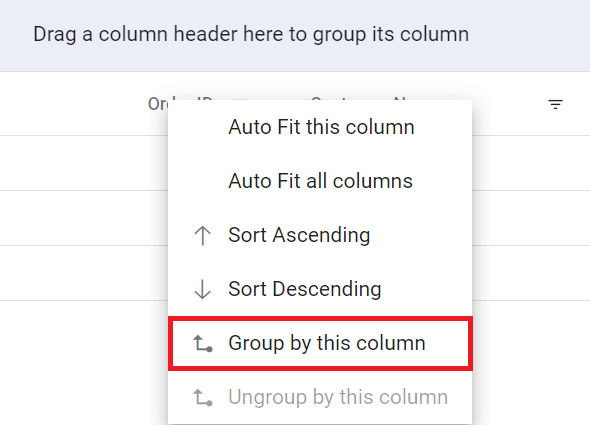 Drag a column header here to group its column
Auto Fit this column
Auto Fit all columns
Sort Ascending
Sort Descending
Group by this column
Ungroup by this column